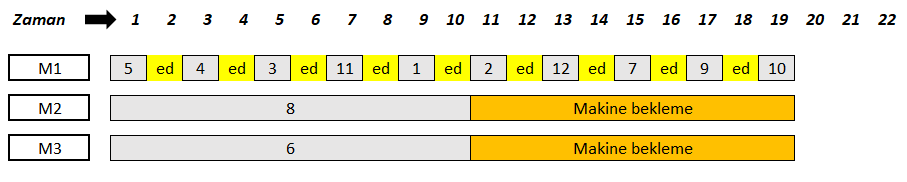 Zaman 1 2 3 4 5 6 7 8 9 10 11 12 13 14 15 16 17 18 19 20 21 22
M1 5 ed 4 ed 3 ed 11 ed 1 ed 2 ed 12 ed 7 ed 9 ed 10
M2 8 Makine bekleme
M3 6 Makine bekleme